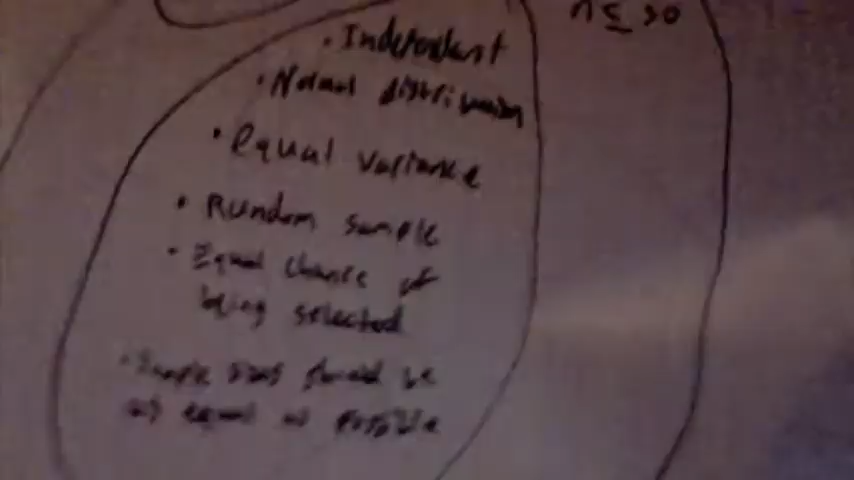 n ≤ 30
• Independant
• Normal distribution
• Equal variance
• Random sample
• Equal chance of
being selected
• Sample sizes should be
as equal as possible